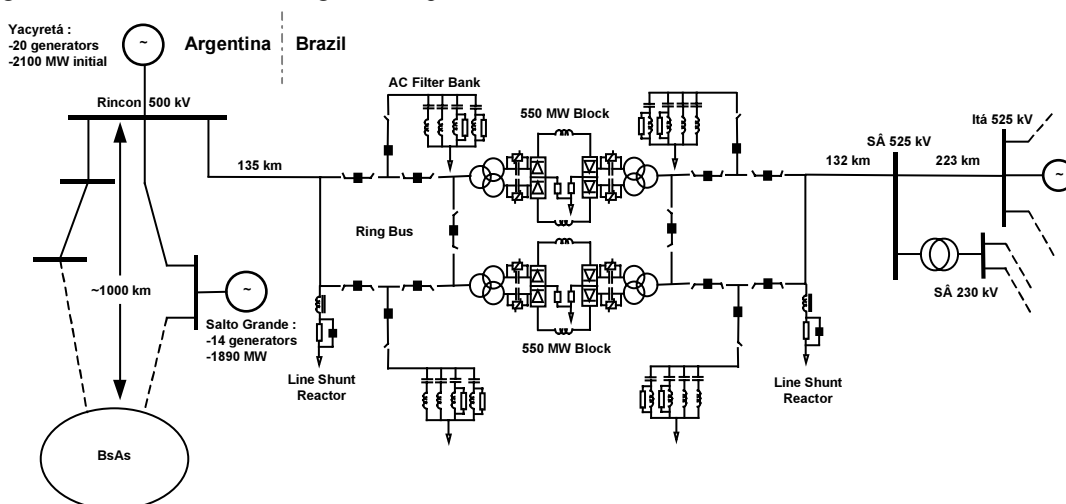 Yacyretá :
-20 generators
-2100 MW initial
~
Argentina
Brazil
AC Filter Bank
Rincon 500 kV
550 MW Block
Itá 525 kV
SÂ 525 kV
135 km
132 km
223 km
~
Ring Bus
~1000 km
~
SÂ 230 kV
Salto Grande :
-14 generators
-1890 MW
550 MW Block
Line Shunt
Reactor
Line Shunt
Reactor
BsAs